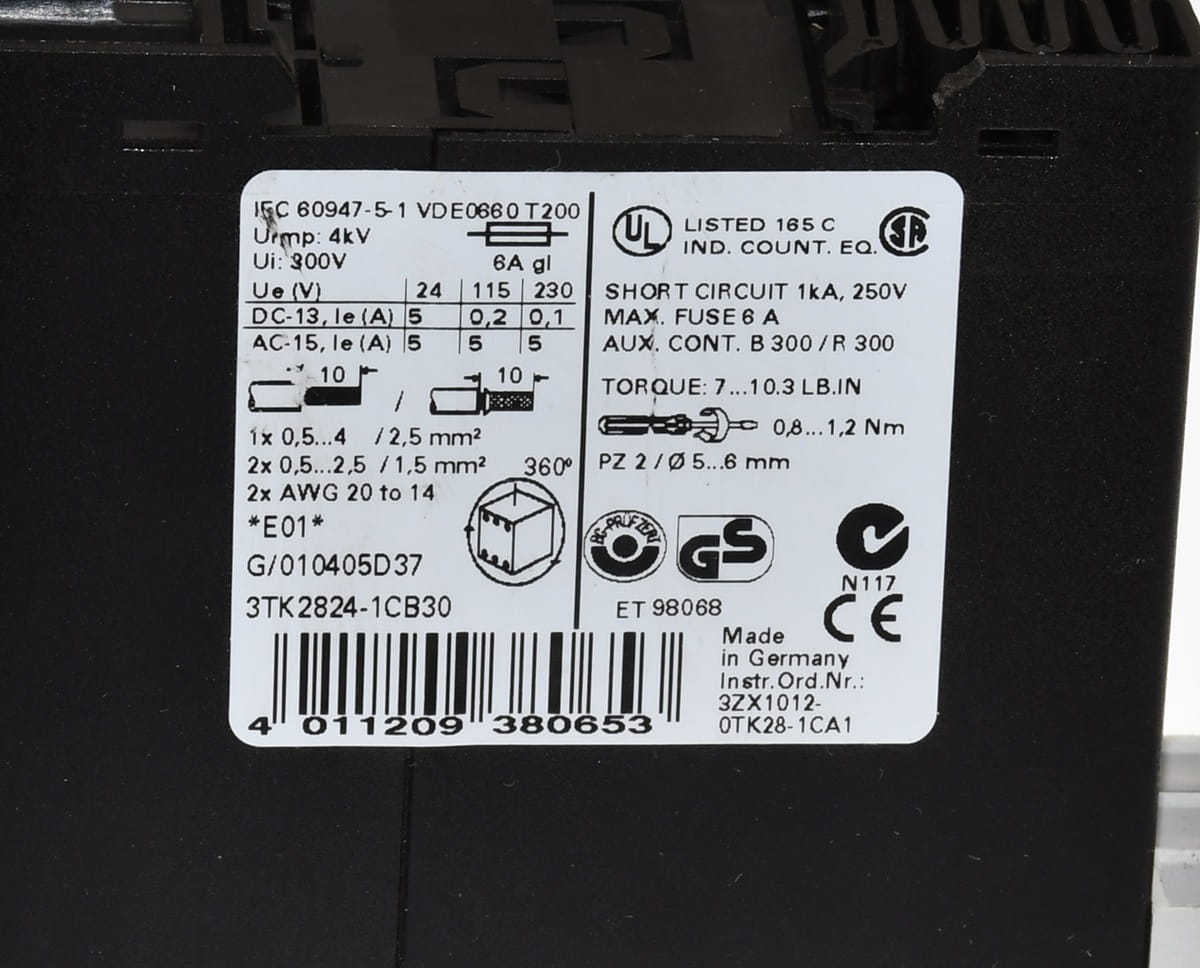 IEC 60947-5-1 VDE0660 T200
Uimp: 4kV
Ui: 300V
6A gl
Ue (V) 24 115 230
DC-13, Ie (A) 5 0,2 0,1
AC-15, Ie (A) 5 5 5
10 / 10
1x 0,5...4 / 2,5 mm²
2x 0,5...2,5 / 1,5 mm²
360°
2x AWG 20 to 14
*E01*
G/010405D37
3TK2824-1CB30
UL LISTED 165 C
IND. COUNT. EQ. SA
SHORT CIRCUIT 1kA, 250V
MAX. FUSE 6 A
AUX. CONT. B 300 / R 300
TORQUE: 7...10.3 LB.IN
0,8...1,2 Nm
PZ 2 / Ø 5...6 mm
BG-PRÜFZERT
GS
N117
ET 98068
CE
4 011209 380653
Made
in Germany
Instr.Ord.Nr.:
3ZX1012-
0TK28-1CA1